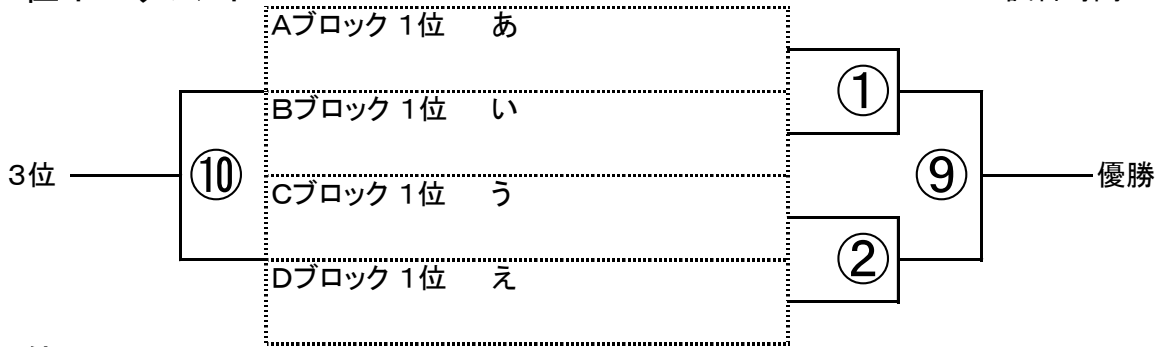 Aブロック 1位 あ
①
Bブロック 1位 い
3位
⑩
⑨
優勝
Cブロック 1位 う
②
Dブロック 1位 え